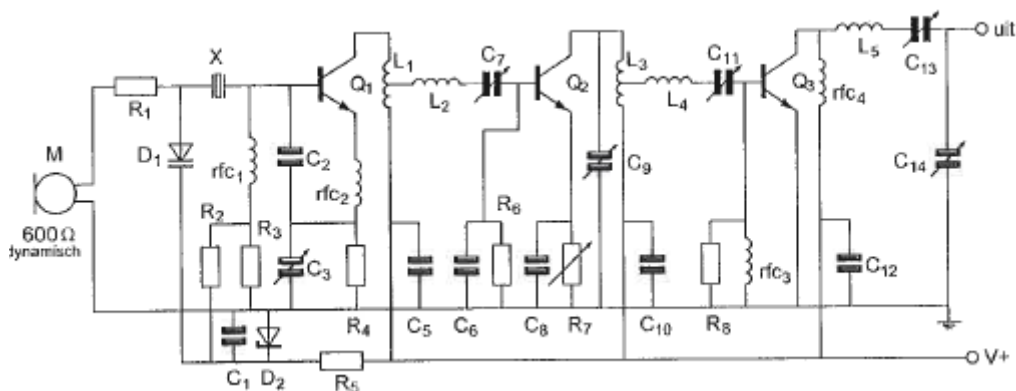 M
600Ω
dynamisch
R1
D1
X
rfc1
R2
R3
C1
D2
C2
C3
rfc2
Q1
R4
R5
L1
L2
C5
C7
C6
R6
C8
R7
Q2
C9
L3
L4
C10
C11
R8
rfc3
Q3
rfc4
C12
L5
C13
C14
uit
V+